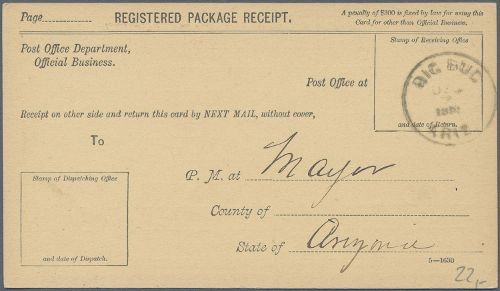 Page
REGISTERED PACKAGE RECEIPT.
A penalty of $300 is fixed by law for using this
Card for other than Official Business.
Post Office Department,
Official Business.
Stamp of Receiving Office
Post Office at
BIG BUG
ARIZ
and date of Return.
Receipt on other side and return this card by NEXT MAIL, without cover,
To
Stamp of Dispatching Office
and date of Dispatch.
P. M. at Mayer
County of
State of Arizona
5—1630
22,-